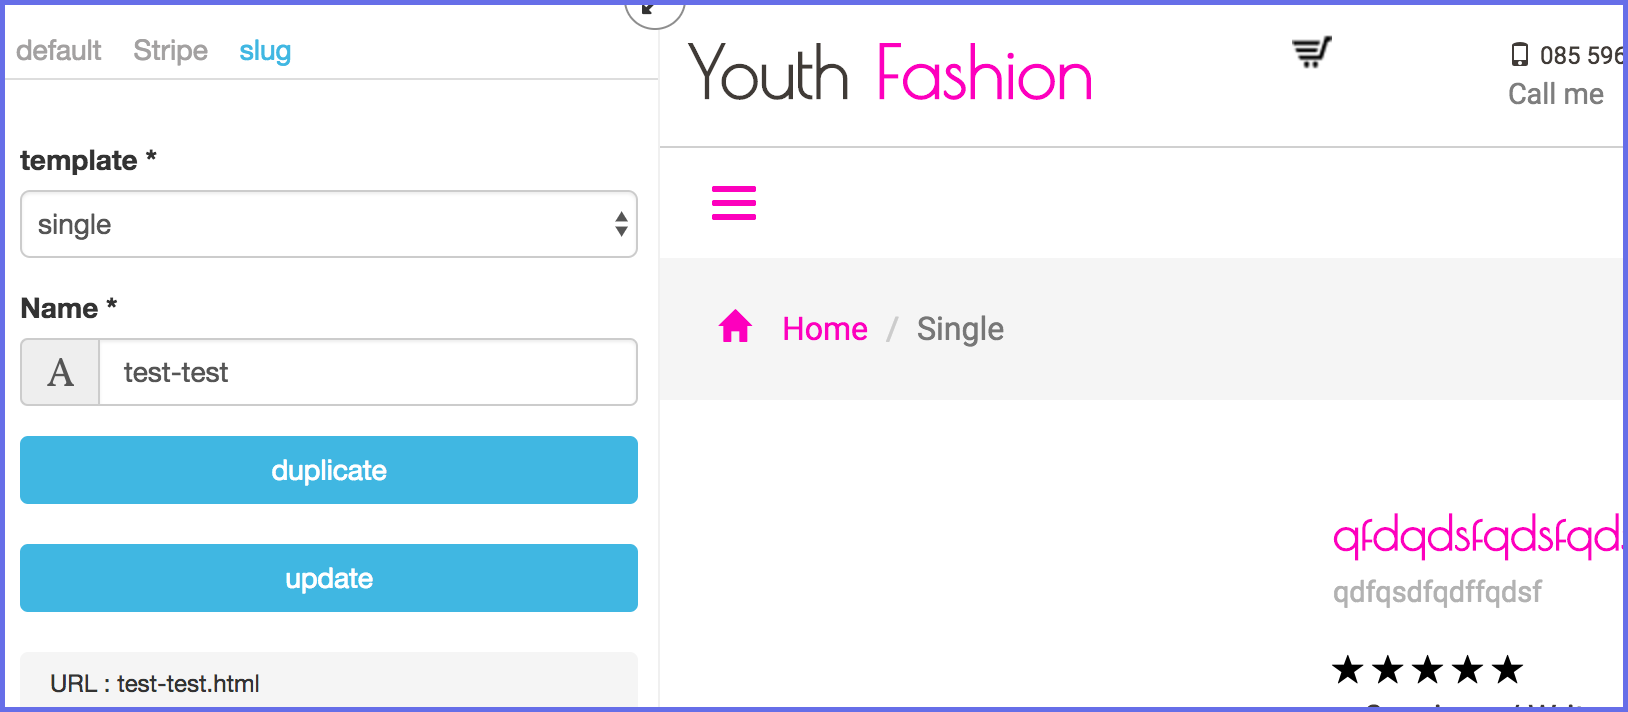 default Stripe slug
template *
single
Name *
A test-test
duplicate
update
URL : test-test.html
Youth Fashion
085 596
Call me
Home / Single
qfdqdsfqdsfqds
qdfqsdfqdffqdsf